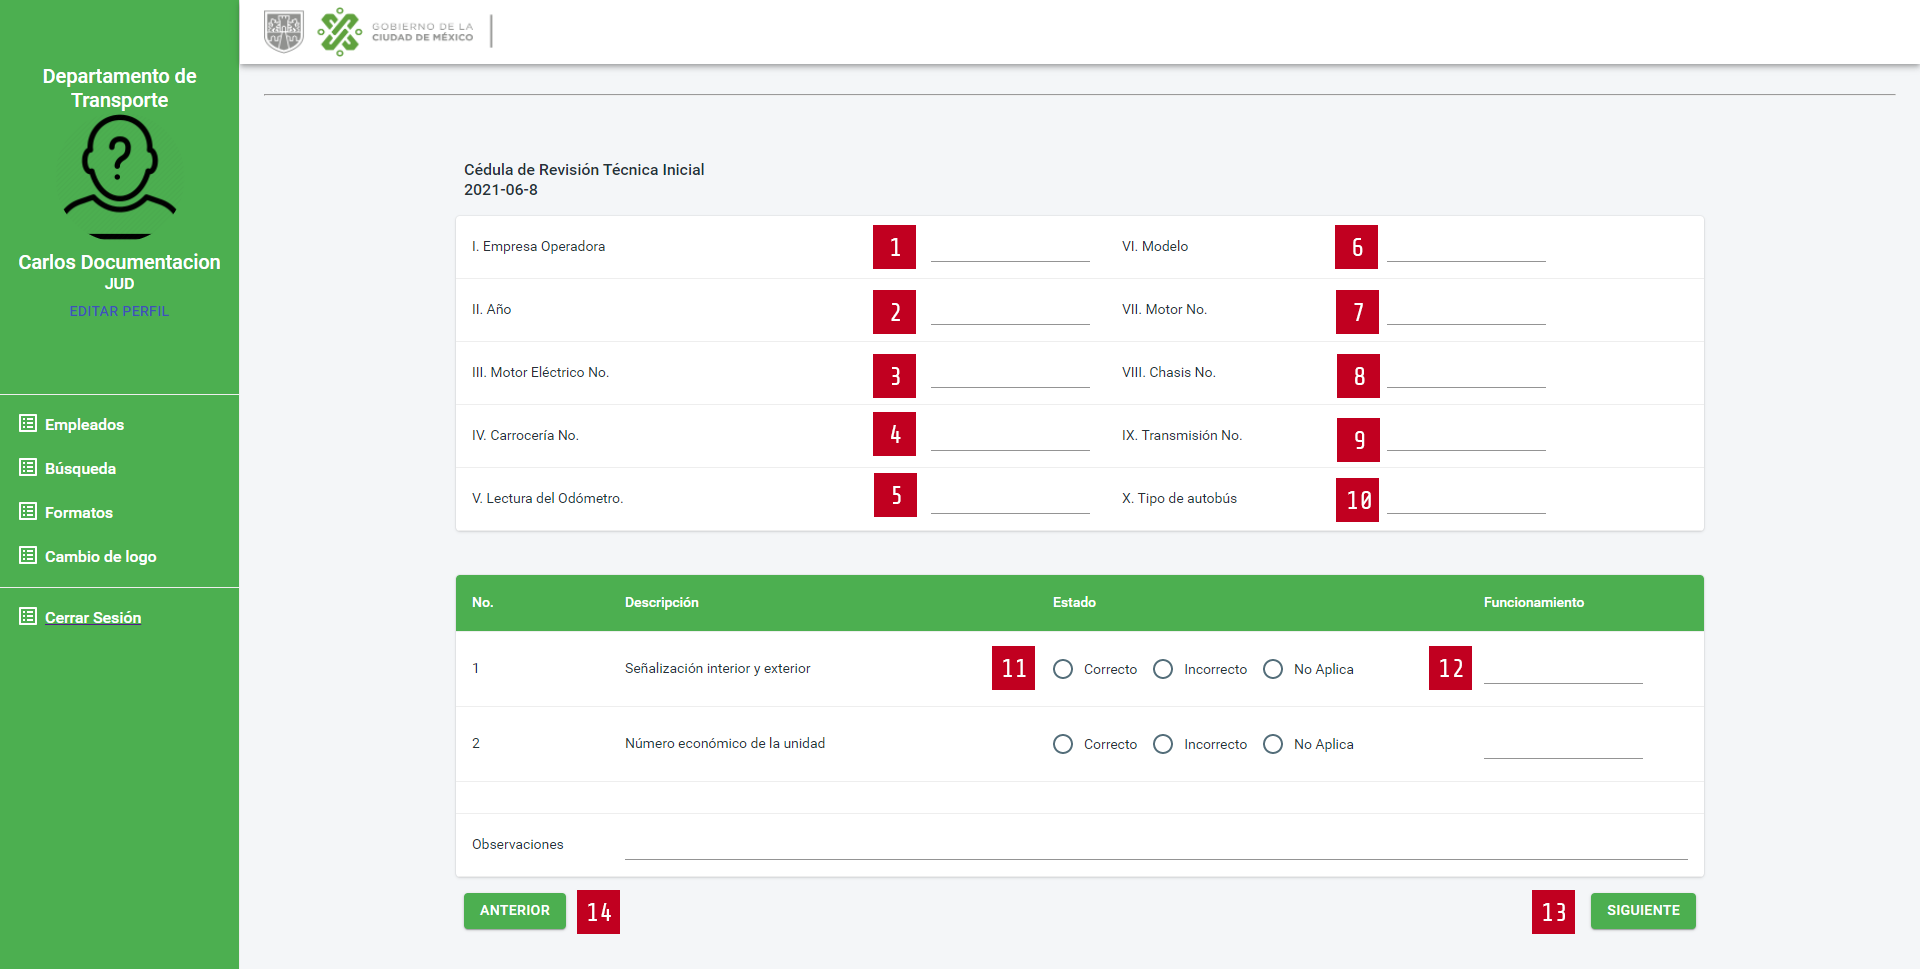 GOBIERNO DE LA
CIUDAD DE MÉXICO
Departamento de
Transporte
Carlos Documentacion
JUD
EDITAR PERFIL
Empleados
Búsqueda
Formatos
Cambio de logo
Cerrar Sesión
Cédula de Revisión Técnica Inicial
2021-06-8
I. Empresa Operadora 1 VI. Modelo 6
II. Año 2 VII. Motor No. 7
III. Motor Eléctrico No. 3 VIII. Chasis No. 8
IV. Carrocería No. 4 IX. Transmisión No. 9
V. Lectura del Odómetro. 5 X. Tipo de autobús 10
No. Descripción Estado Funcionamiento
1 Señalización interior y exterior 11 Correcto Incorrecto No Aplica 12
2 Número económico de la unidad Correcto Incorrecto No Aplica
Observaciones
ANTERIOR 14 13 SIGUIENTE